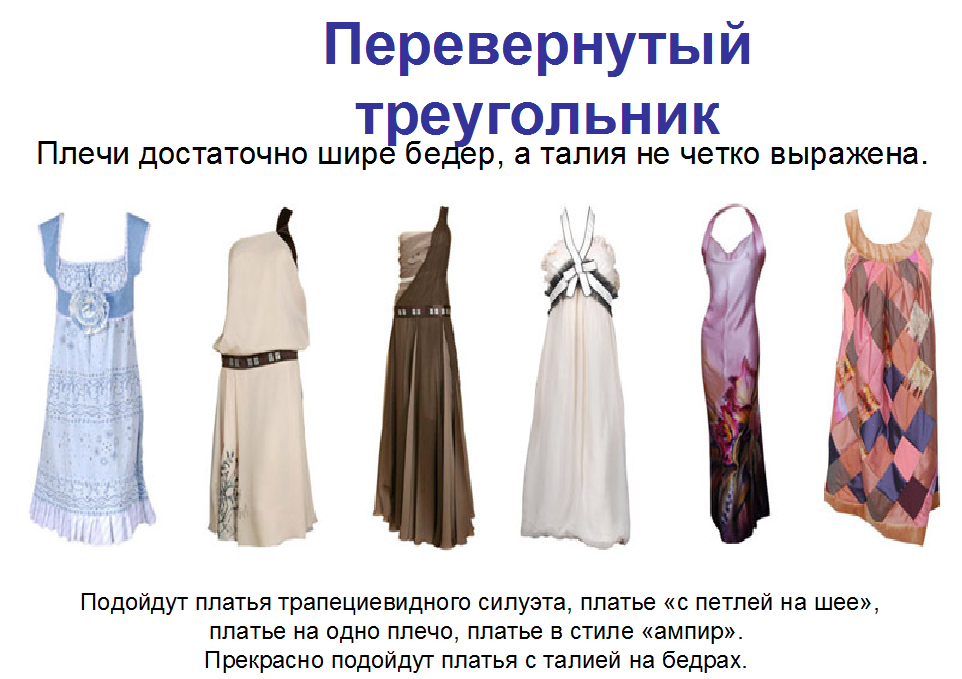 Перевернутый
треугольник
Плечи достаточно шире бедер, а талия не четко выражена.
Подойдут платья трапециевидного силуэта, платье «с петлей на шее»,
платье на одно плечо, платье в стиле «ампир».
Прекрасно подойдут платья с талией на бедрах.